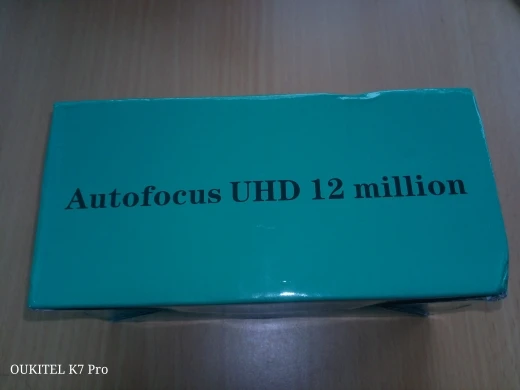 Autofocus UHD 12 million
OUKITEL K7 Pro